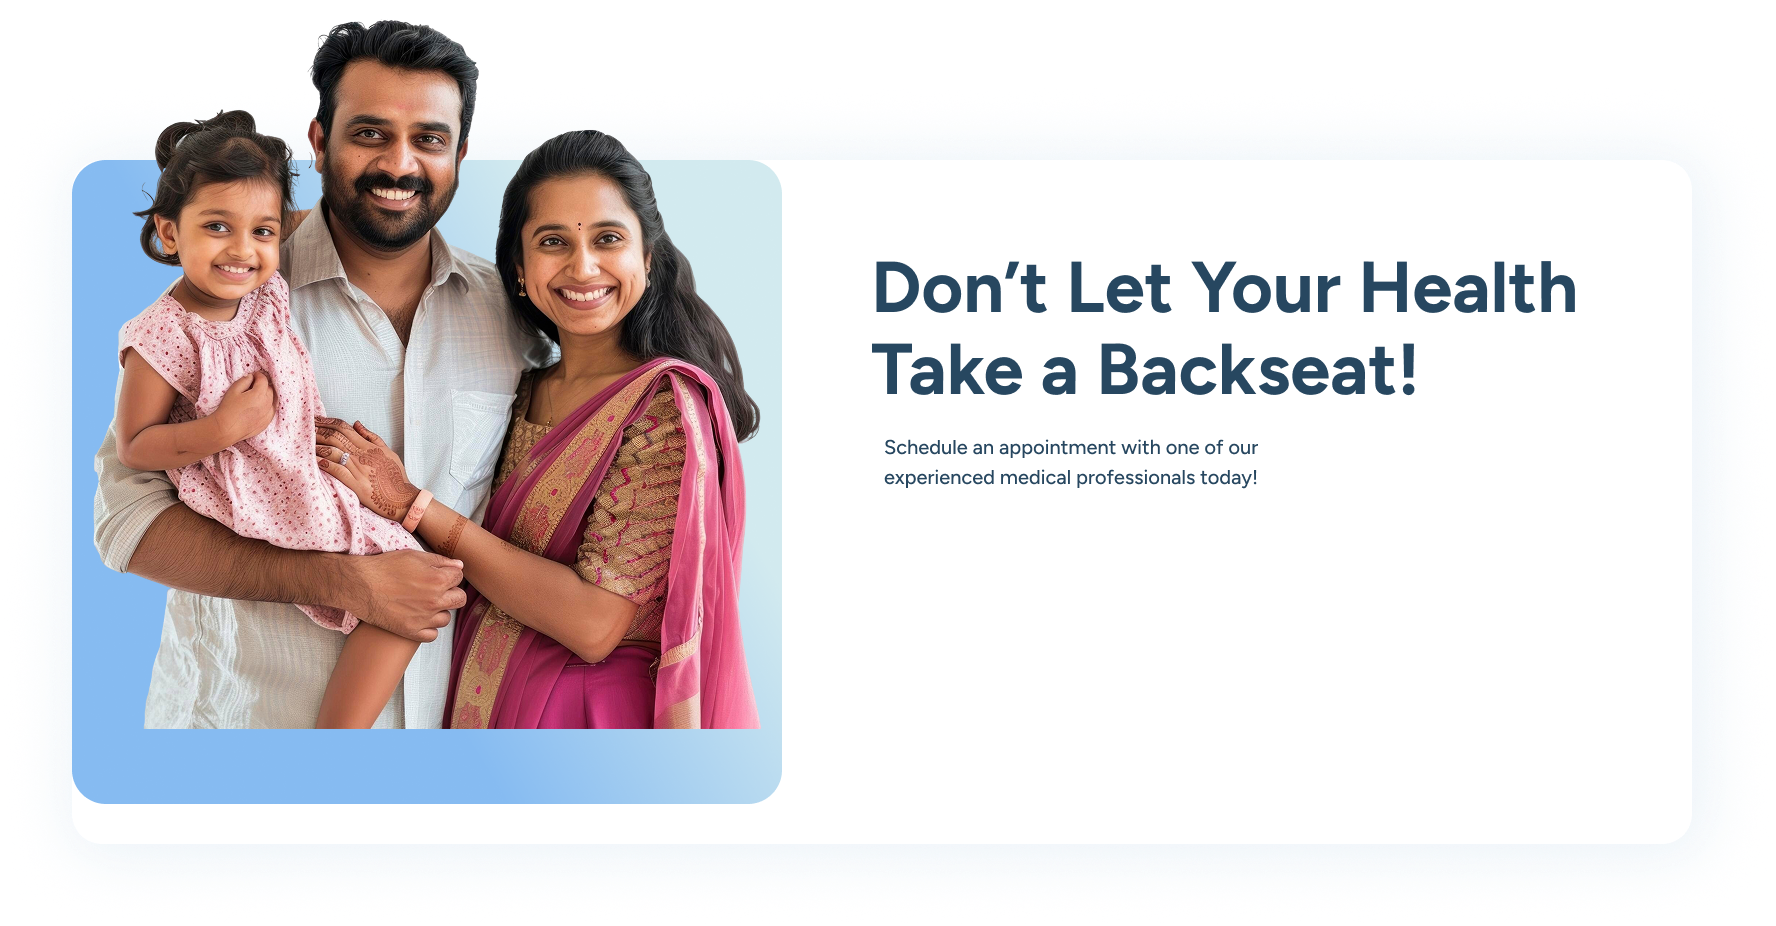 Don’t Let Your Health
Take a Backseat!
Schedule an appointment with one of our
experienced medical professionals today!